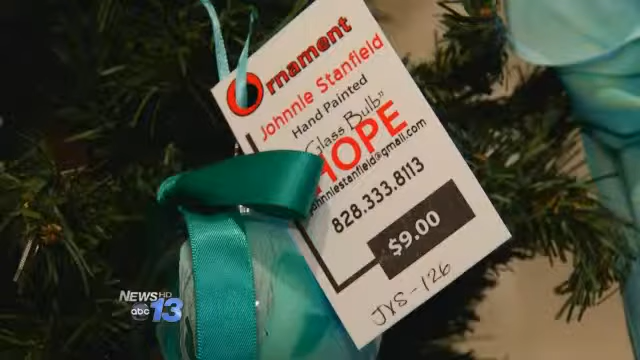 Ornament
Johnnie Stanfield
Hand Painted
Glass Bulb"
HOPE
johnniestanfield@gmail.com
828.333.8113
$9.00
JYS-126
NEWS HD
abc 13